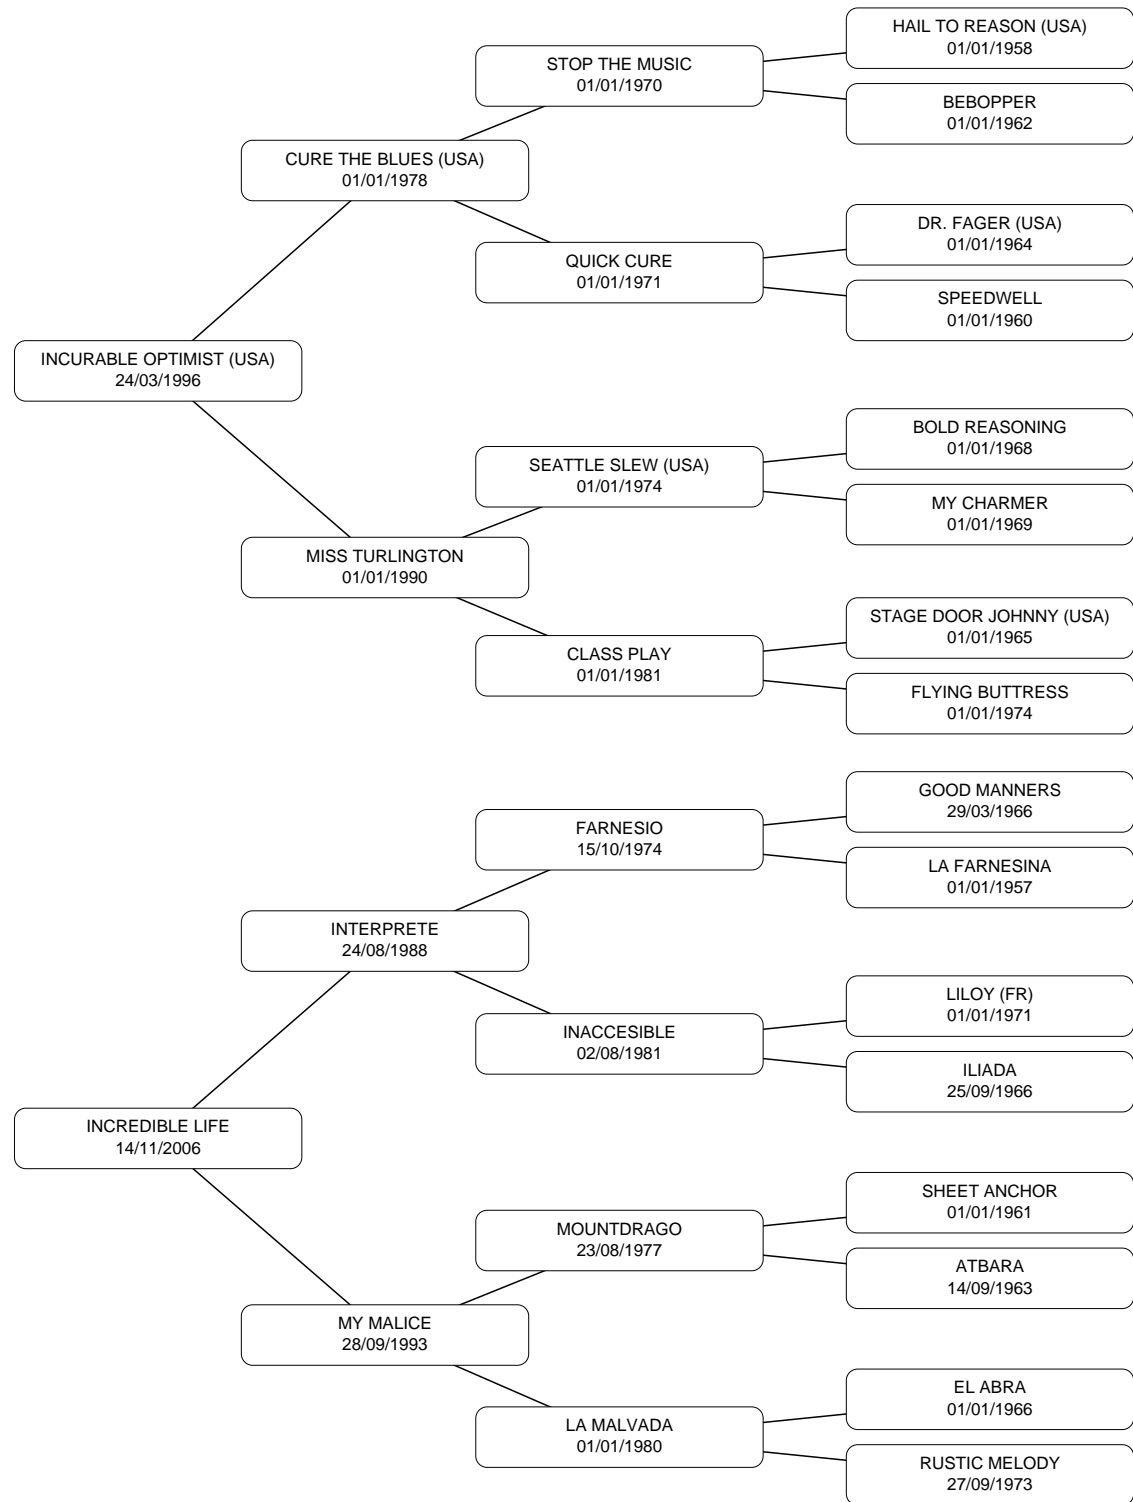 HAIL TO REASON (USA)
01/01/1958
STOP THE MUSIC
01/01/1970
BEBOPPER
01/01/1962
CURE THE BLUES (USA)
01/01/1978
DR. FAGER (USA)
01/01/1964
QUICK CURE
01/01/1971
SPEEDWELL
01/01/1960
INCURABLE OPTIMIST (USA)
24/03/1996
BOLD REASONING
01/01/1968
SEATTLE SLEW (USA)
01/01/1974
MY CHARMER
01/01/1969
MISS TURLINGTON
01/01/1990
STAGE DOOR JOHNNY (USA)
01/01/1965
CLASS PLAY
01/01/1981
FLYING BUTTRESS
01/01/1974
GOOD MANNERS
29/03/1966
FARNESIO
15/10/1974
LA FARNESINA
01/01/1957
INTERPRETE
24/08/1988
LILOY (FR)
01/01/1971
INACCESIBLE
02/08/1981
ILIADA
25/09/1966
INCREDIBLE LIFE
14/11/2006
SHEET ANCHOR
01/01/1961
MOUNTDRAGO
23/08/1977
ATBARA
14/09/1963
MY MALICE
28/09/1993
EL ABRA
01/01/1966
LA MALVADA
01/01/1980
RUSTIC MELODY
27/09/1973